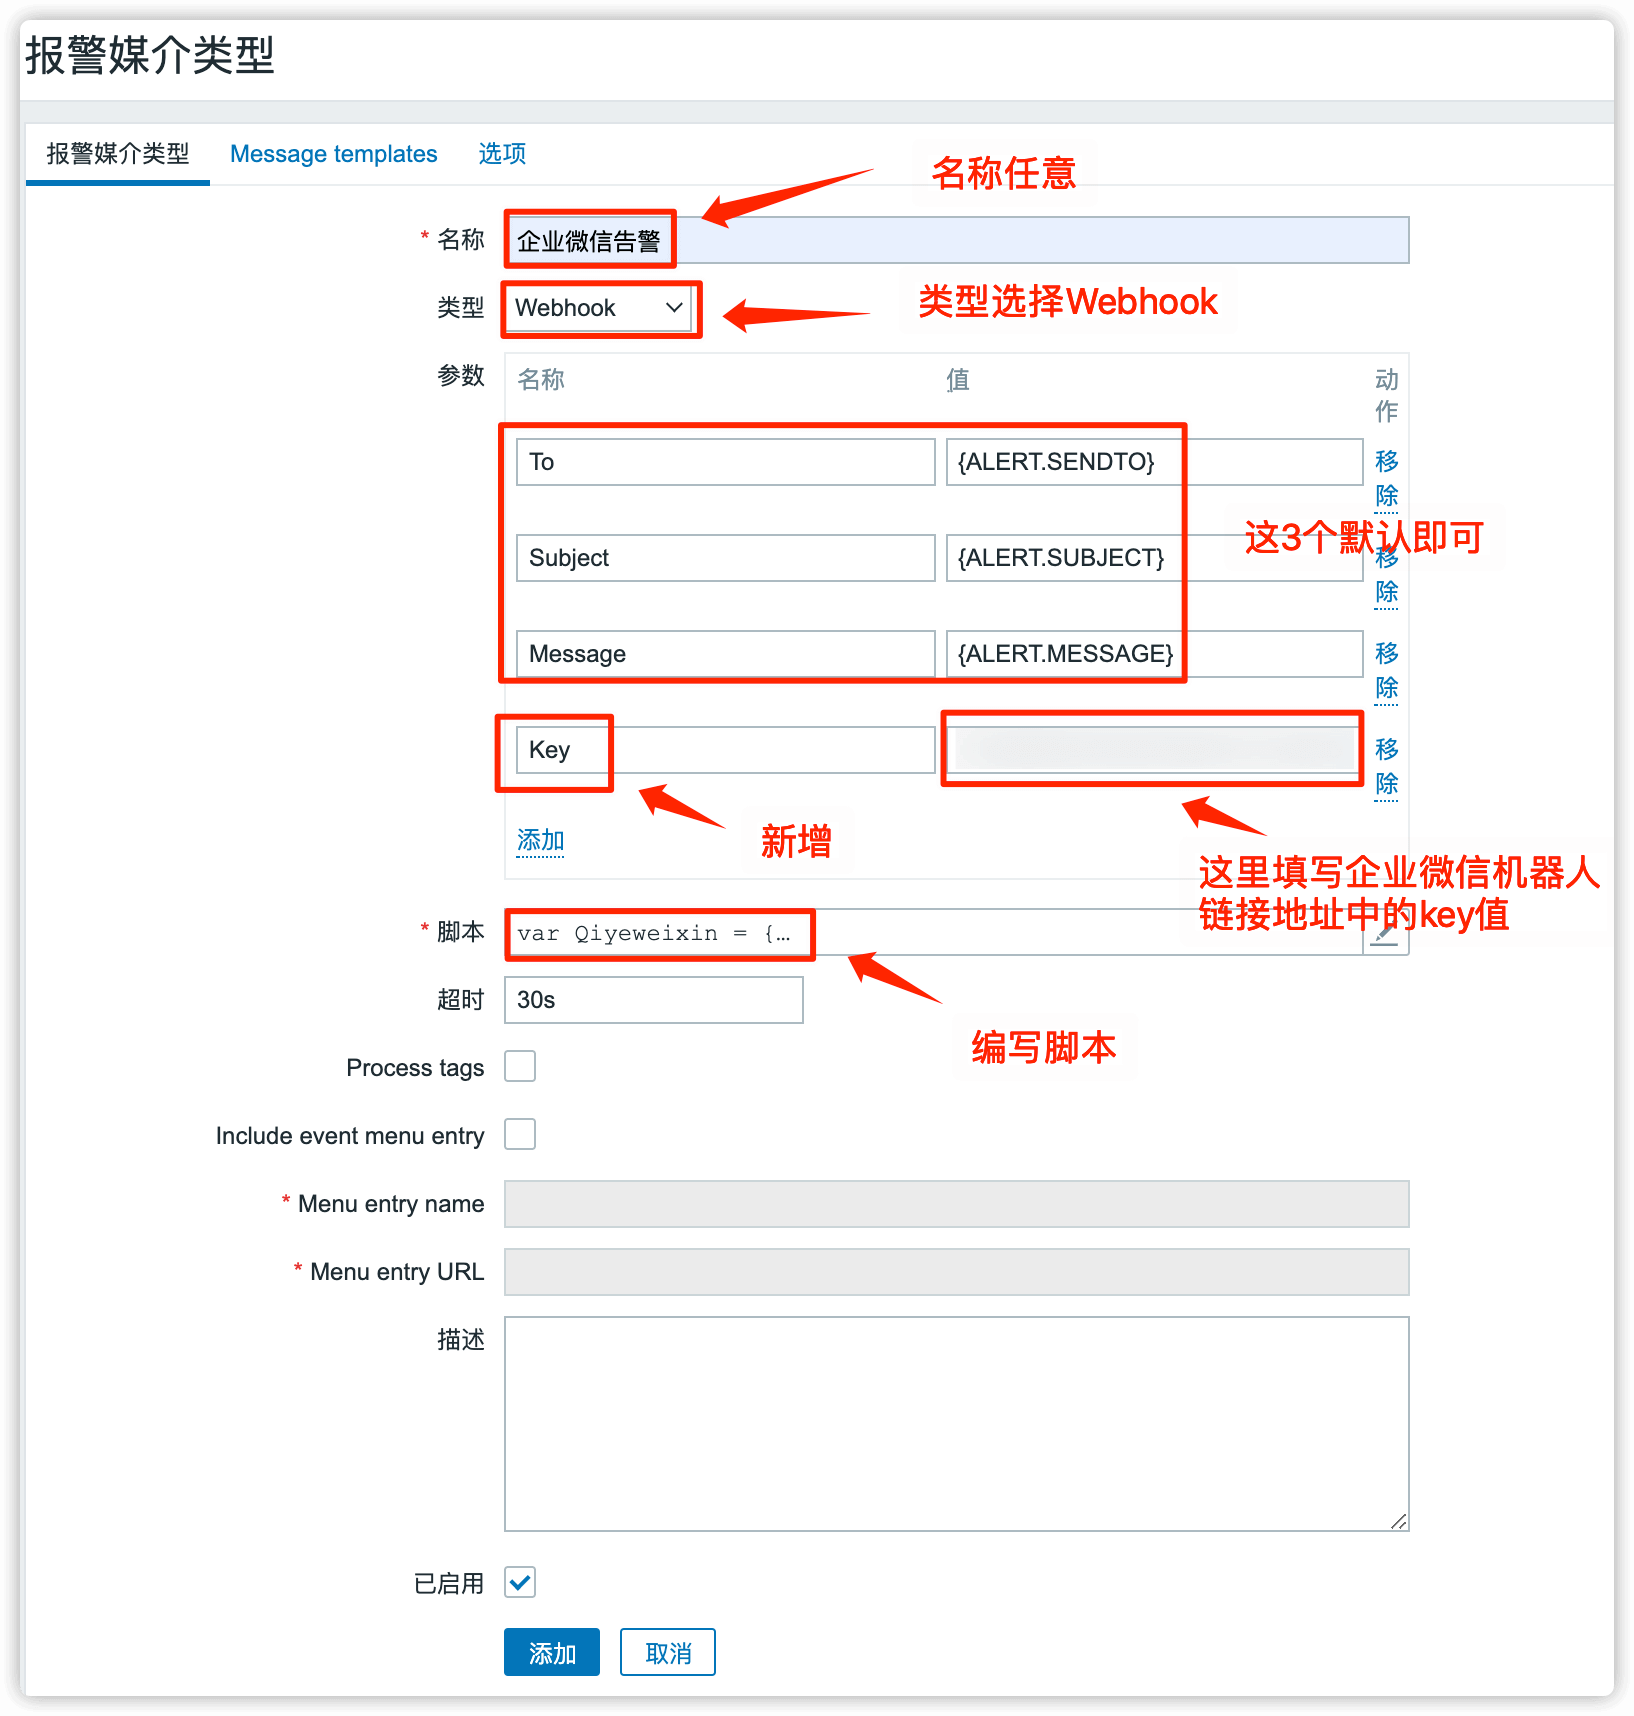 报警媒介类型
报警媒介类型 Message templates 选项
名称任意
* 名称 企业微信告警
类型 Webhook
类型选择Webhook
参数 名称 值 动作
To {ALERT.SENDTO} 移除
这3个默认即可
Subject {ALERT.SUBJECT} 移除
Message {ALERT.MESSAGE} 移除
Key 移除
添加
新增
这里填写企业微信机器人
链接地址中的key值
* 脚本 var Qiyeweixin = {…
超时 30s
编写脚本
Process tags
Include event menu entry
* Menu entry name
* Menu entry URL
描述
已启用
添加 取消